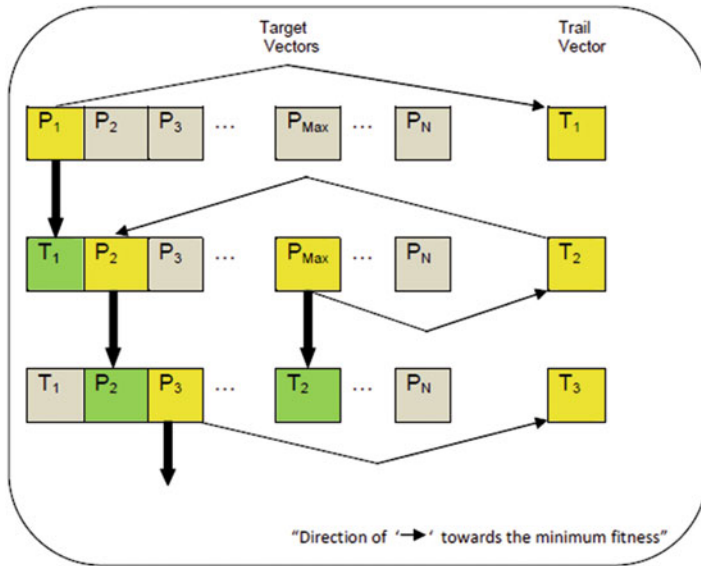 Target Vectors
Trail Vector
P1 P2 P3 ... PMax ... PN T1
T1 P2 P3 ... PMax ... PN T2
T1 P2 P3 ... T2 ... PN T3
"Direction of '→' towards the minimum fitness"